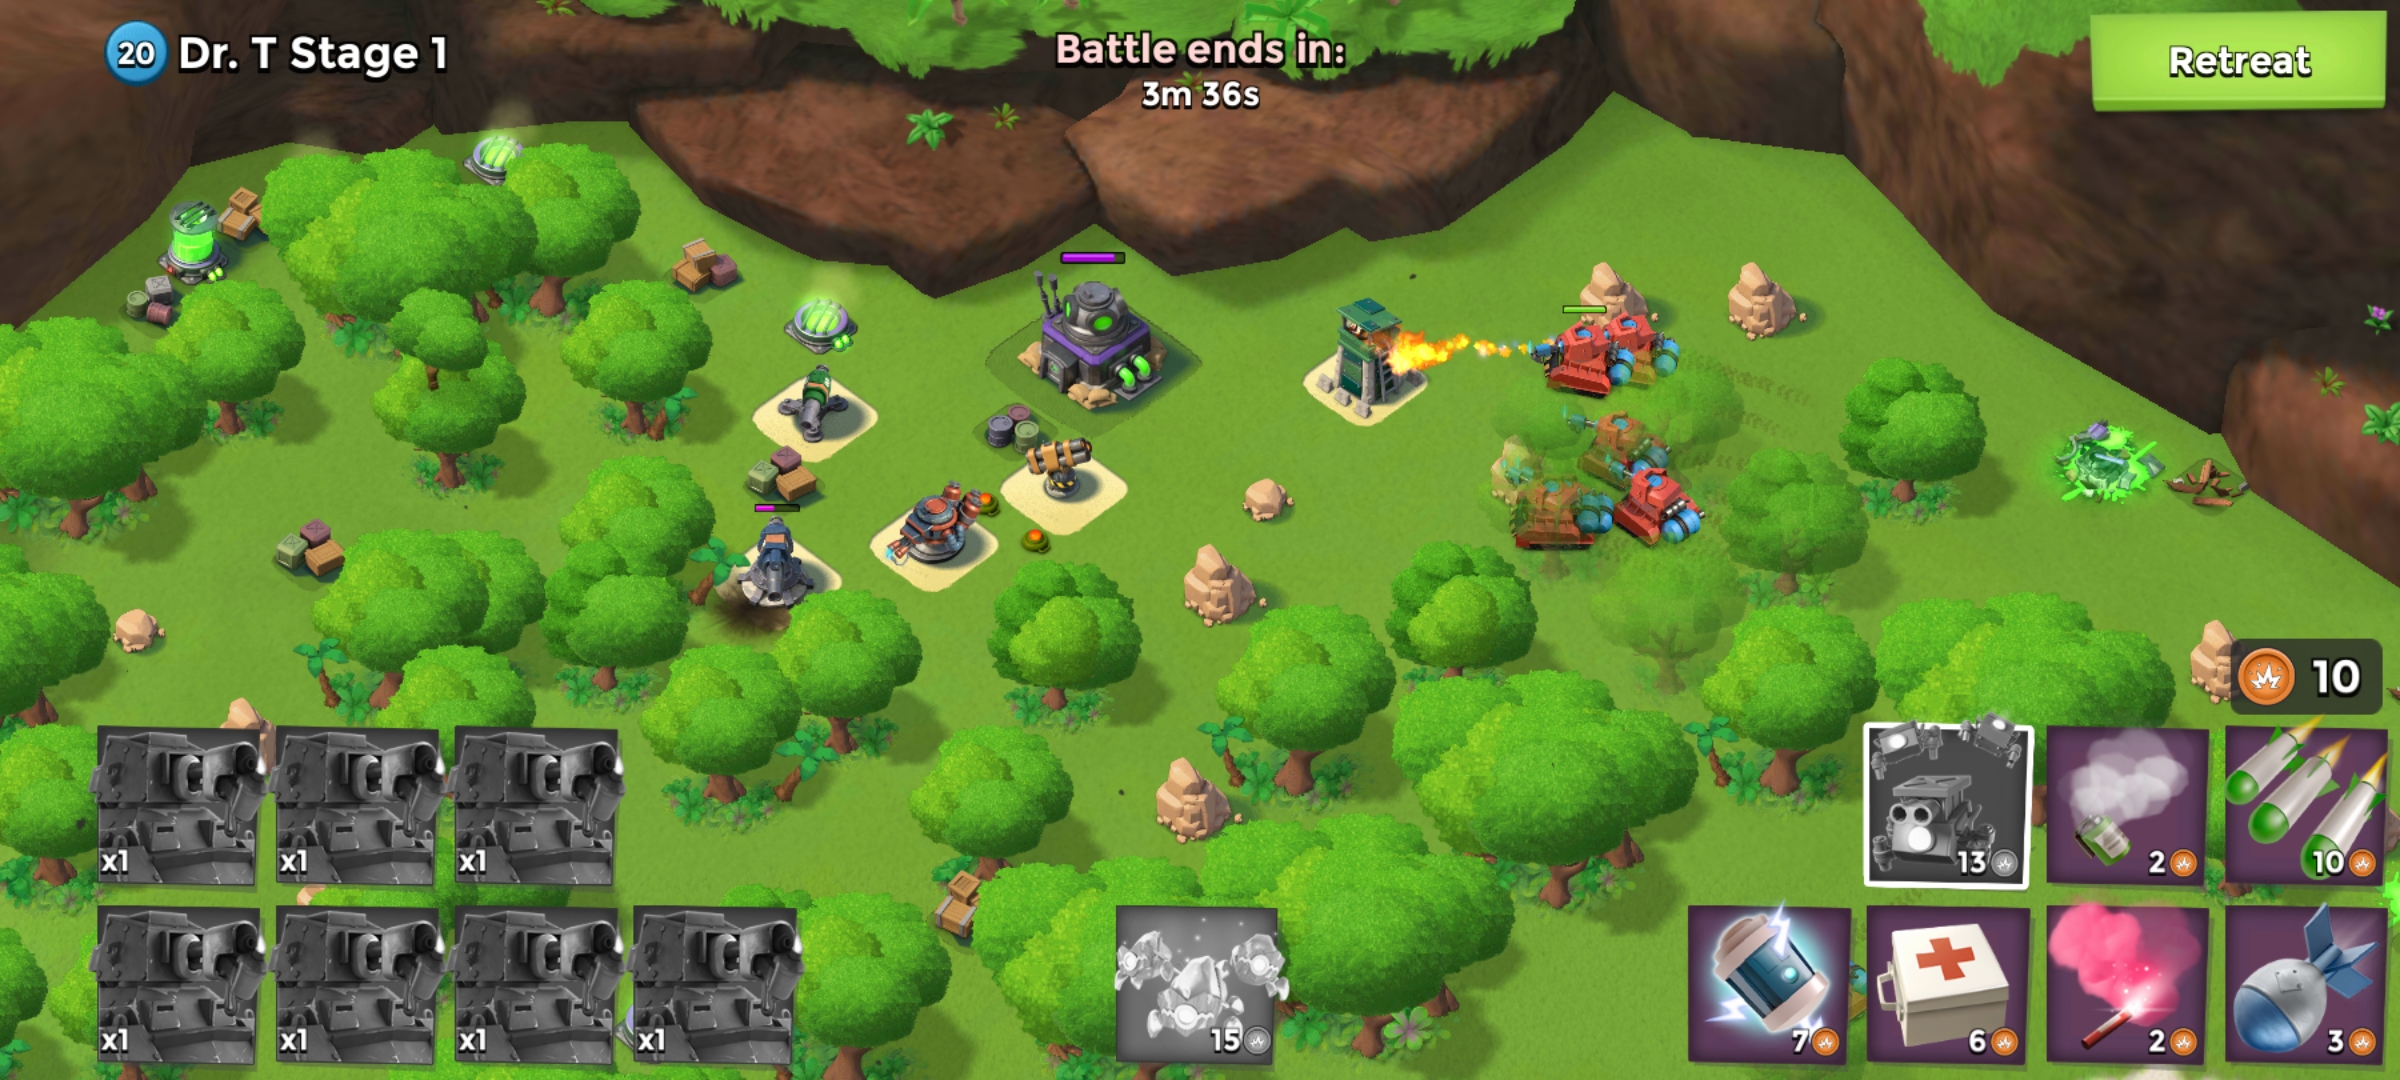 20 Dr. T Stage 1
Battle ends in:
3m 36s
Retreat
10
x1 x1 x1
13 2 10
x1 x1 x1 x1
15
7 6 2 3